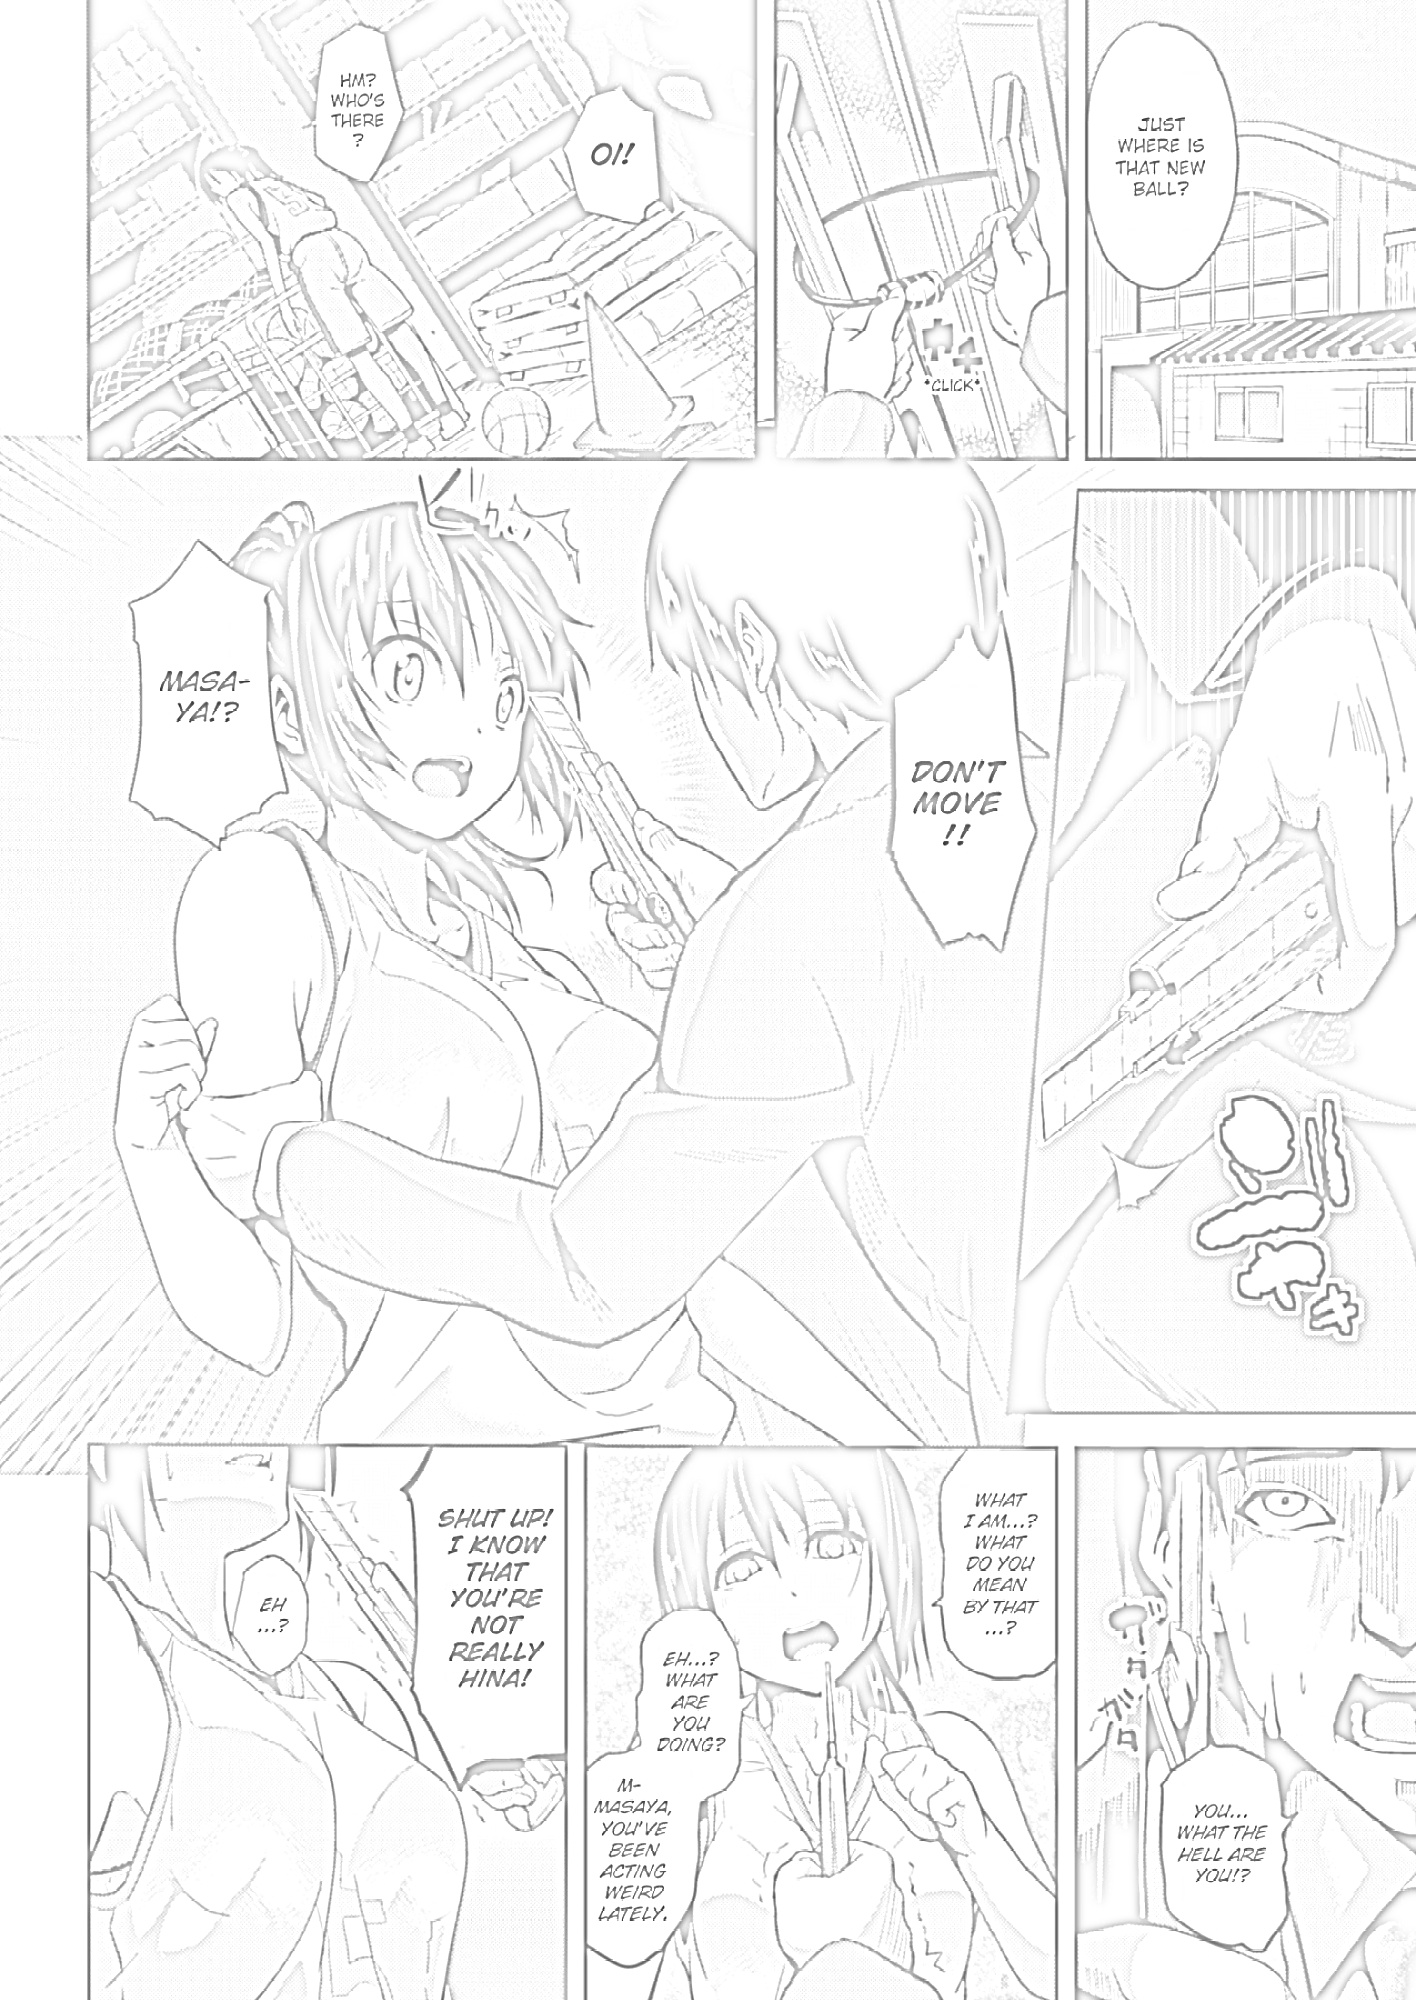 JUST
WHERE IS
THAT NEW
BALL?
*CLICK*
OI!
HM?
WHO'S
THERE
?
DON'T
MOVE
!!
MASA-
YA!?
YOU...
WHAT THE
HELL ARE
YOU!?
WHAT
I AM...?
WHAT
DO YOU
MEAN
BY THAT
...?
EH...?
WHAT
ARE
YOU
DOING?
M-
MASAYA,
YOU'VE
BEEN
ACTING
WEIRD
LATELY.
SHUT UP!
I KNOW
THAT
YOU'RE
NOT
REALLY
HINA!
EH
...?